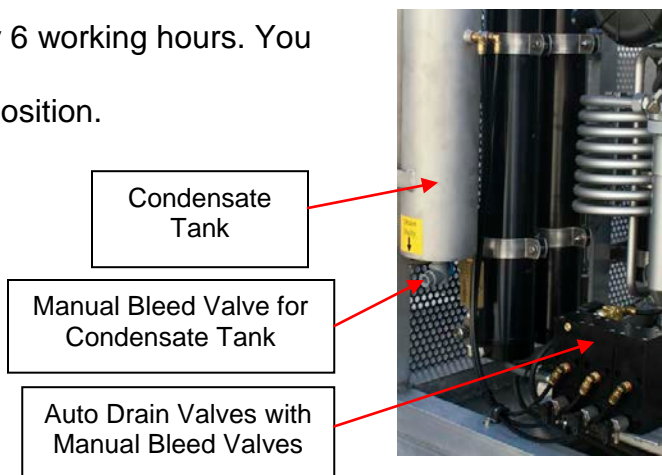 6 working hours. You
osition.
Condensate
Tank
Manual Bleed Valve for
Condensate Tank
Auto Drain Valves with
Manual Bleed Valves